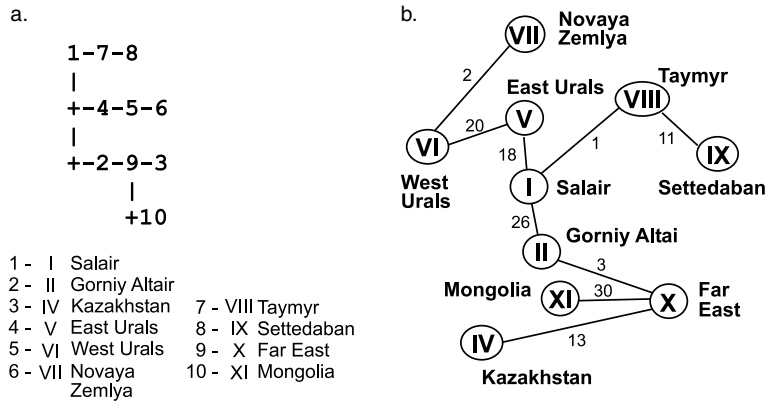 a.
1-7-8
|
+-4-5-6
|
+-2-9-3
|
+10
1 - I Salair
2 - II Gorniy Altair
3 - IV Kazakhstan
4 - V East Urals
5 - VI West Urals
6 - VII Novaya
Zemlya
7 - VIII Taymyr
8 - IX Settedaban
9 - X Far East
10 - XI Mongolia
b.
VII
Novaya
Zemlya
2
East Urals
Taymyr
VIII
V
20
VI
18
1
11
IX
West
Urals
I
Salair
Settedaban
26
II
Gorniy Altai
3
Mongolia
XI
30
X
Far
East
IV
13
Kazakhstan